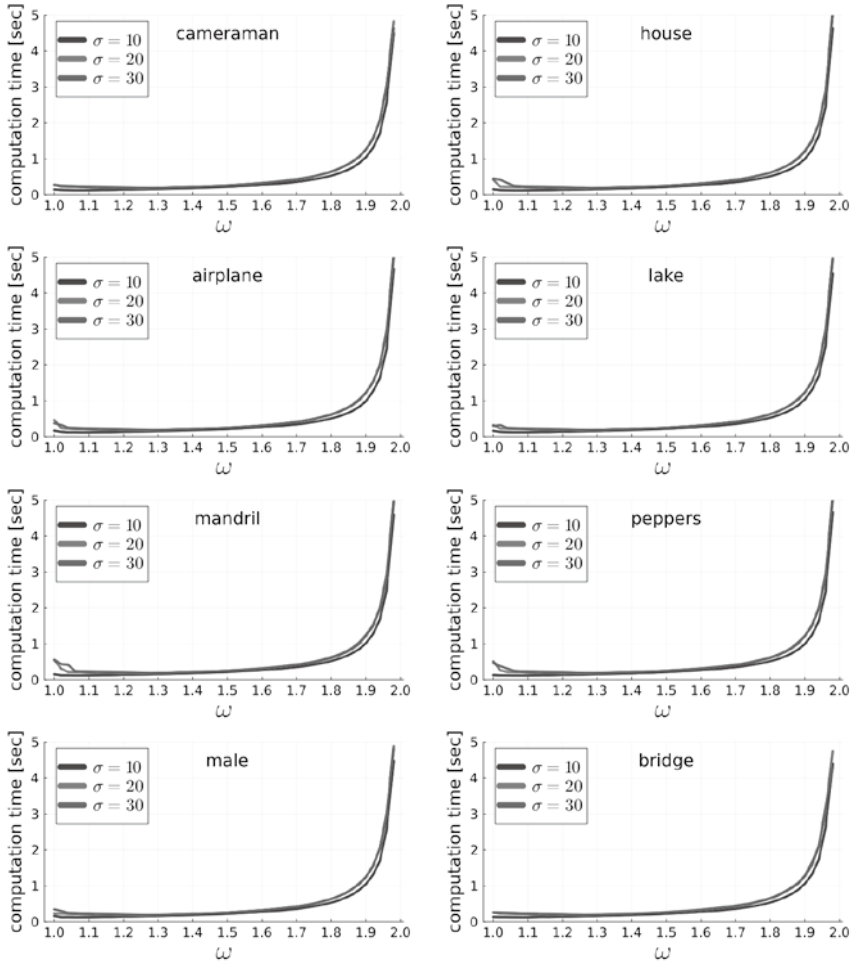 cameraman
σ = 10
σ = 20
σ = 30
computation time [sec]
5
4
3
2
1
0
1.0 1.1 1.2 1.3 1.4 1.5 1.6 1.7 1.8 1.9 2.0
ω
house
σ = 10
σ = 20
σ = 30
computation time [sec]
5
4
3
2
1
0
1.0 1.1 1.2 1.3 1.4 1.5 1.6 1.7 1.8 1.9 2.0
ω
airplane
σ = 10
σ = 20
σ = 30
computation time [sec]
5
4
3
2
1
0
1.0 1.1 1.2 1.3 1.4 1.5 1.6 1.7 1.8 1.9 2.0
ω
lake
σ = 10
σ = 20
σ = 30
computation time [sec]
5
4
3
2
1
0
1.0 1.1 1.2 1.3 1.4 1.5 1.6 1.7 1.8 1.9 2.0
ω
mandril
σ = 10
σ = 20
σ = 30
computation time [sec]
5
4
3
2
1
0
1.0 1.1 1.2 1.3 1.4 1.5 1.6 1.7 1.8 1.9 2.0
ω
peppers
σ = 10
σ = 20
σ = 30
computation time [sec]
5
4
3
2
1
0
1.0 1.1 1.2 1.3 1.4 1.5 1.6 1.7 1.8 1.9 2.0
ω
male
σ = 10
σ = 20
σ = 30
computation time [sec]
5
4
3
2
1
0
1.0 1.1 1.2 1.3 1.4 1.5 1.6 1.7 1.8 1.9 2.0
ω
bridge
σ = 10
σ = 20
σ = 30
computation time [sec]
5
4
3
2
1
0
1.0 1.1 1.2 1.3 1.4 1.5 1.6 1.7 1.8 1.9 2.0
ω